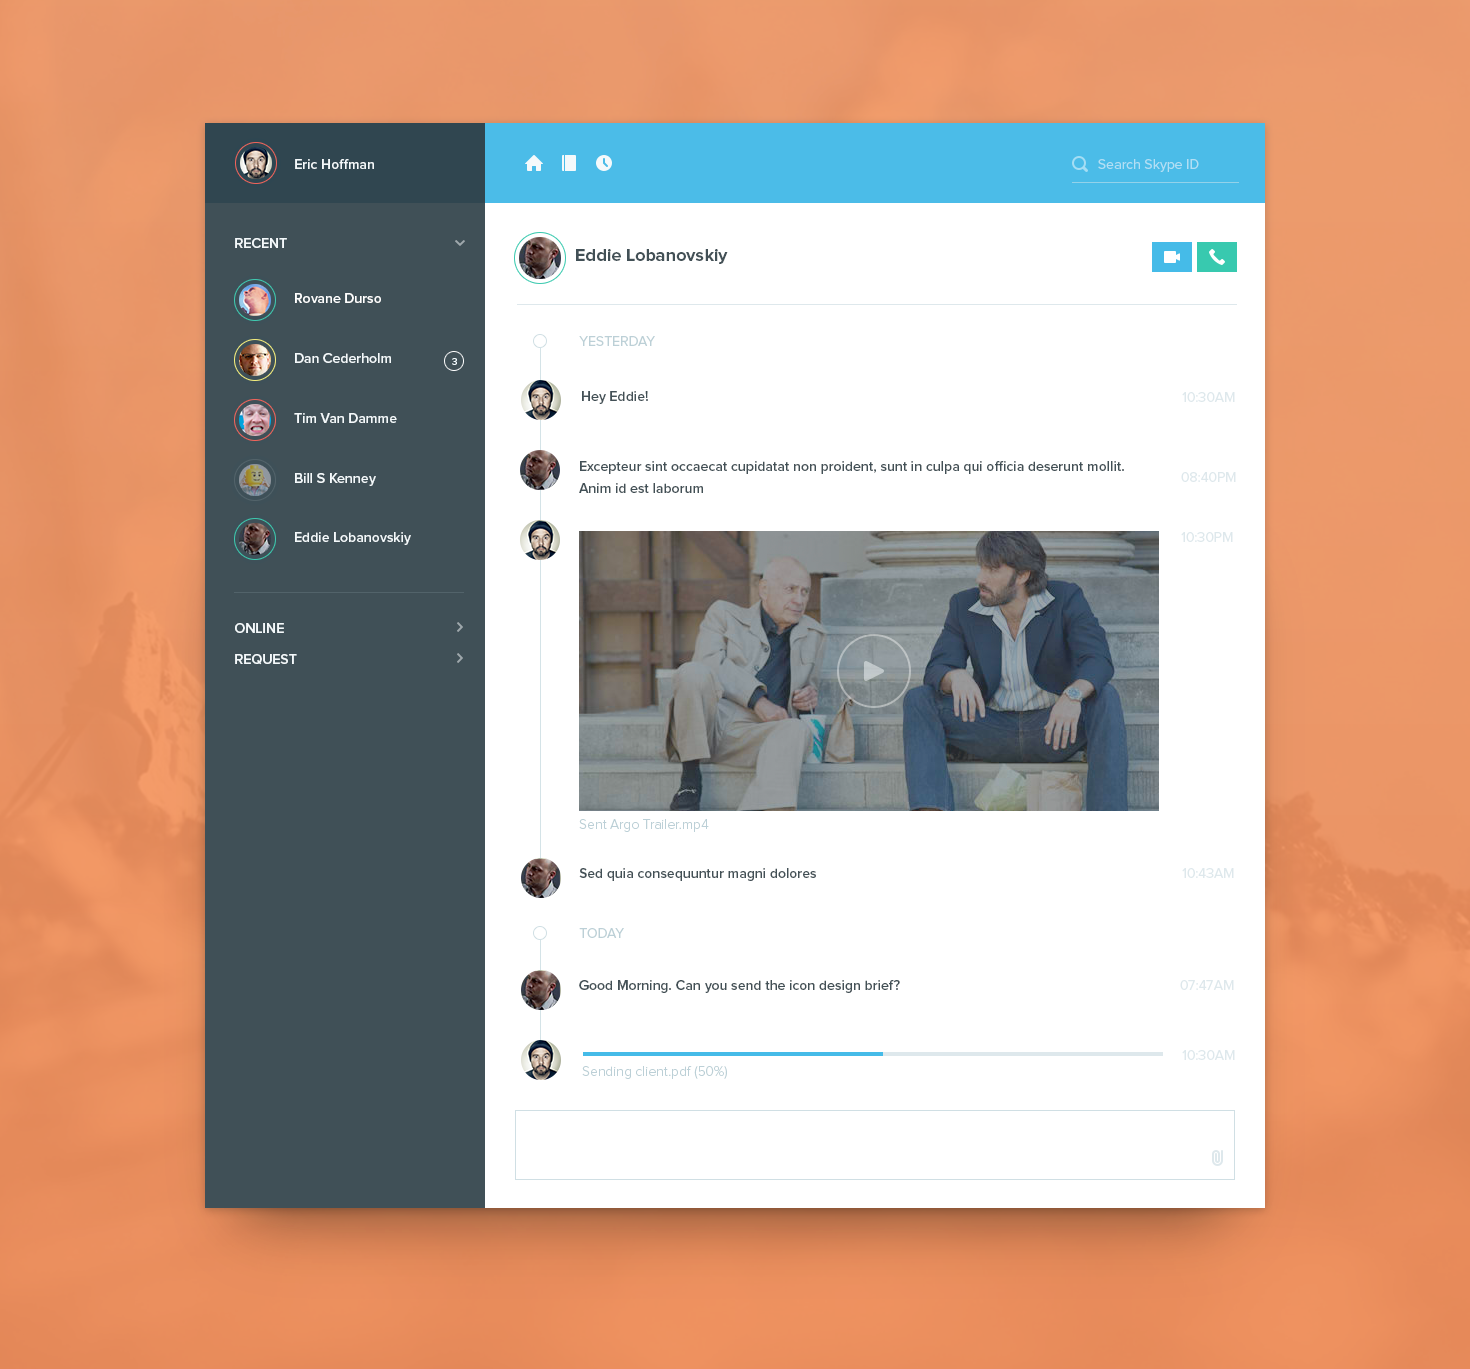 Eric Hoffman
Search Skype ID
RECENT
Rovane Durso
Dan Cederholm
3
Tim Van Damme
Bill S Kenney
Eddie Lobanovskiy
ONLINE
REQUEST
Eddie Lobanovskiy
YESTERDAY
Hey Eddie!
10:30AM
Excepteur sint occaecat cupidatat non proident, sunt in culpa qui officia deserunt mollit.
Anim id est laborum
08:40PM
10:30PM
Sent Argo Trailer.mp4
Sed quia consequuntur magni dolores
10:43AM
TODAY
Good Morning. Can you send the icon design brief?
07:47AM
10:30AM
Sending client.pdf (50%)